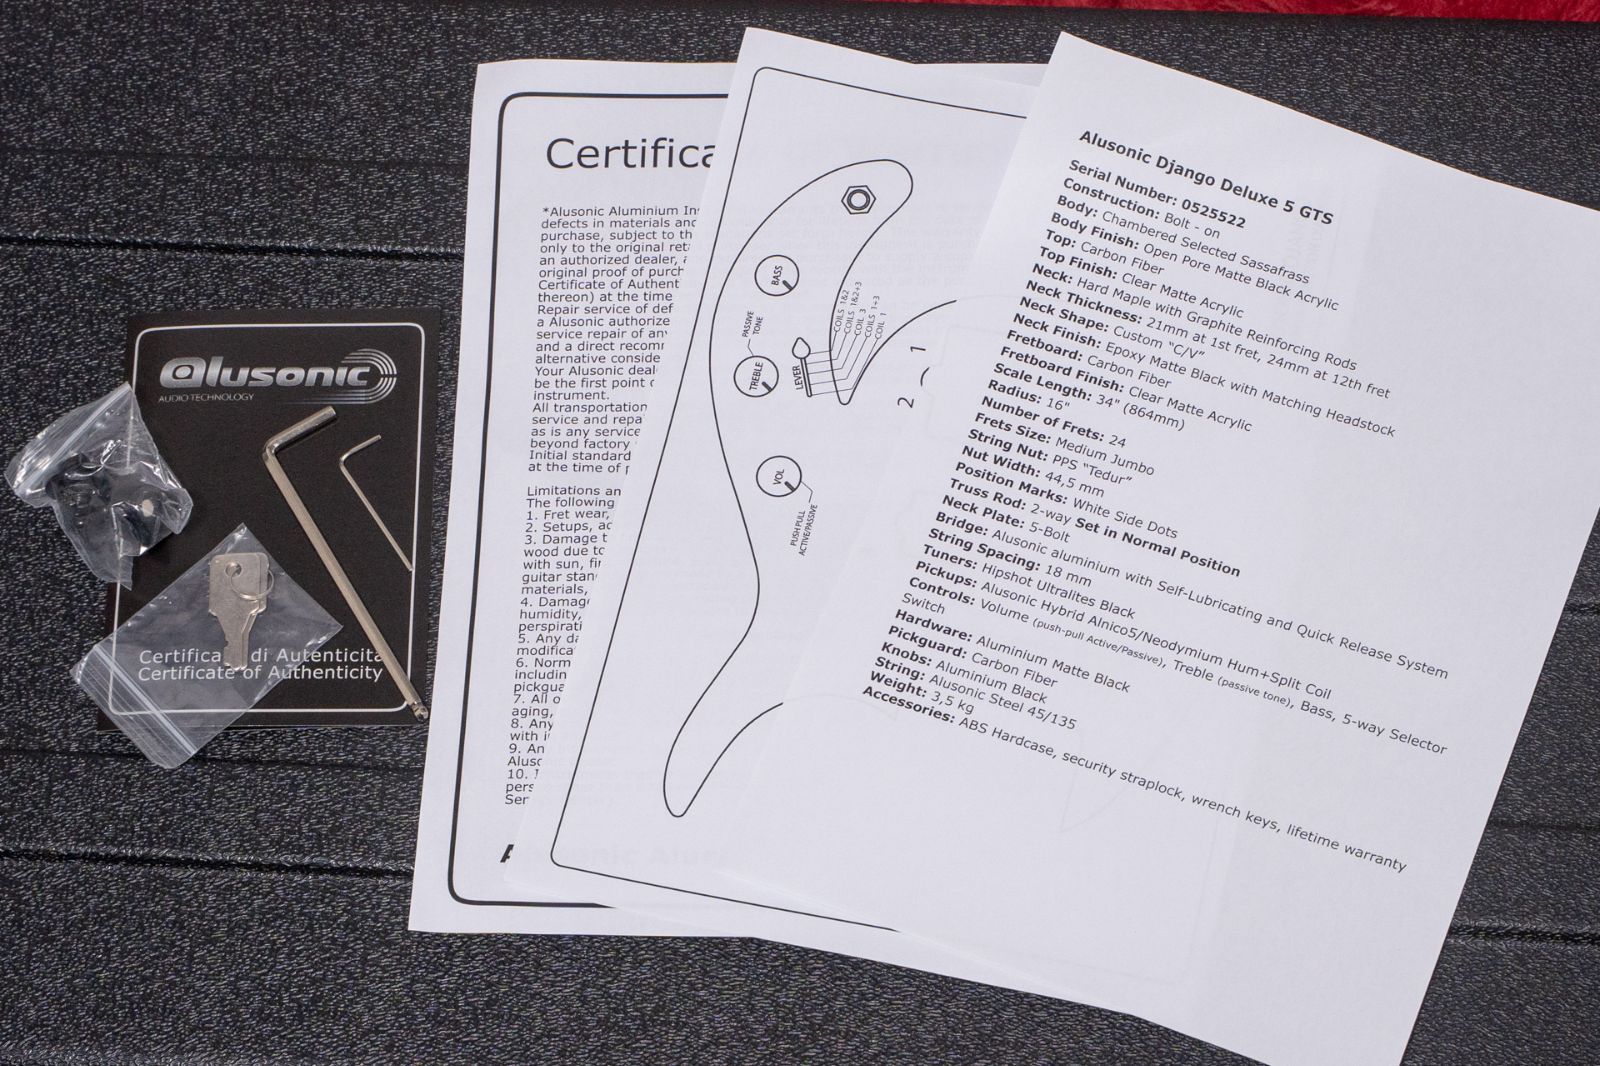 alusonic
AUDIO TECHNOLOGY
Certificato di Autenticità
Certificate of Authenticity
Certifica
*Alusonic Aluminium In
defects in materials and
purchase, subject to th
only to the original ret
an authorized dealer, a
original proof of purch
Certificate of Authent
thereon) at the time
Repair service of def
a Alusonic authorize
service repair of any
and a direct recomm
alternative conside
Your Alusonic deal
be the first point o
instrument.
All transportation
service and repa
as is any service
beyond factory
Initial standard
at the time of p
Limitations an
The following
1. Fret wear,
2. Setups, ad
3. Damage t
wood due to
with sun, fir
guitar stan
materials,
4. Damag
humidity,
perspirati
5. Any da
modifica
6. Norm
includin
pickgua
7. All o
aging,
8. Any
with i
9. An
Aluso
10. 
pers
Ser
BASS
PASSIVE
TONE
TREBLE
LEVER
COILS 1&2
COILS 1&2+3
COIL 3
COILS 1+3
COIL 1
VOL
PUSH PULL
ACTIVE/PASSIVE
2 1
Alusonic Django Deluxe 5 GTS
Serial Number: 0525522
Construction: Bolt - on
Body: Chambered Selected Sassafrass
Body Finish: Open Pore Matte Black Acrylic
Top: Carbon Fiber
Top Finish: Clear Matte Acrylic
Neck: Hard Maple with Graphite Reinforcing Rods
Neck Thickness: 21mm at 1st fret, 24mm at 12th fret
Neck Shape: Custom “C/V”
Neck Finish: Epoxy Matte Black with Matching Headstock
Fretboard: Carbon Fiber
Fretboard Finish: Clear Matte Acrylic
Scale Length: 34" (864mm)
Radius: 16"
Number of Frets: 24
Frets Size: Medium Jumbo
String Nut: PPS “Tedur”
Nut Width: 44,5 mm
Position Marks: White Side Dots
Truss Rod: 2-way Set in Normal Position
Neck Plate: 5-Bolt
Bridge: Alusonic aluminium with Self-Lubricating and Quick Release System
String Spacing: 18 mm
Tuners: Hipshot Ultralites Black
Pickups: Alusonic Hybrid Alnico5/Neodymium Hum+Split Coil
Controls: Volume (push-pull Active/Passive), Treble (passive tone), Bass, 5-way Selector
Switch
Hardware: Aluminium Matte Black
Pickguard: Carbon Fiber
Knobs: Aluminium Black
String: Alusonic Steel 45/135
Weight: 3,5 kg
Accessories: ABS Hardcase, security straplock, wrench keys, lifetime warranty